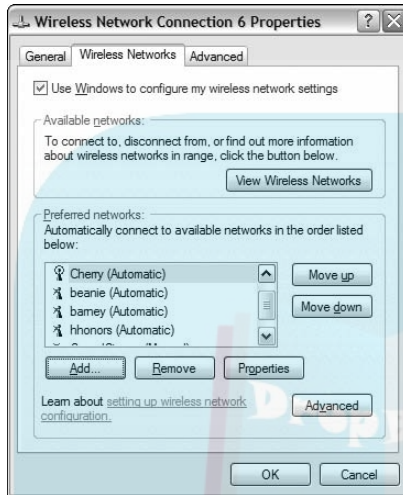 Wireless Network Connection 6 Properties
General
Wireless Networks
Advanced
Use Windows to configure my wireless network settings
Available networks:
To connect to, disconnect from, or find out more information
about wireless networks in range, click the button below.
View Wireless Networks
Preferred networks:
Automatically connect to available networks in the order listed
below:
Cherry (Automatic)
beanie (Automatic)
barney (Automatic)
hhonors (Automatic)
Move up
Move down
Add...
Remove
Properties
Learn about setting up wireless network
configuration.
Advanced
OK
Cancel